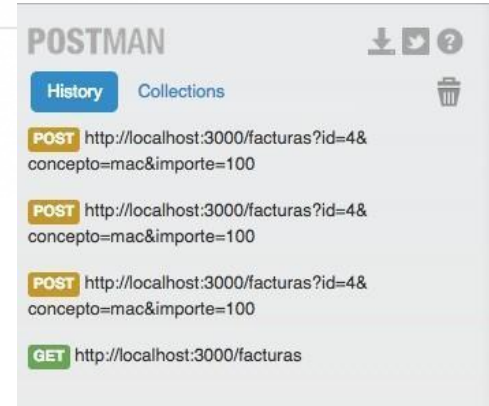 POSTMAN
?
History Collections
POST http://localhost:3000/facturas?id=4&
concepto=mac&importe=100
POST http://localhost:3000/facturas?id=4&
concepto=mac&importe=100
POST http://localhost:3000/facturas?id=4&
concepto=mac&importe=100
GET http://localhost:3000/facturas